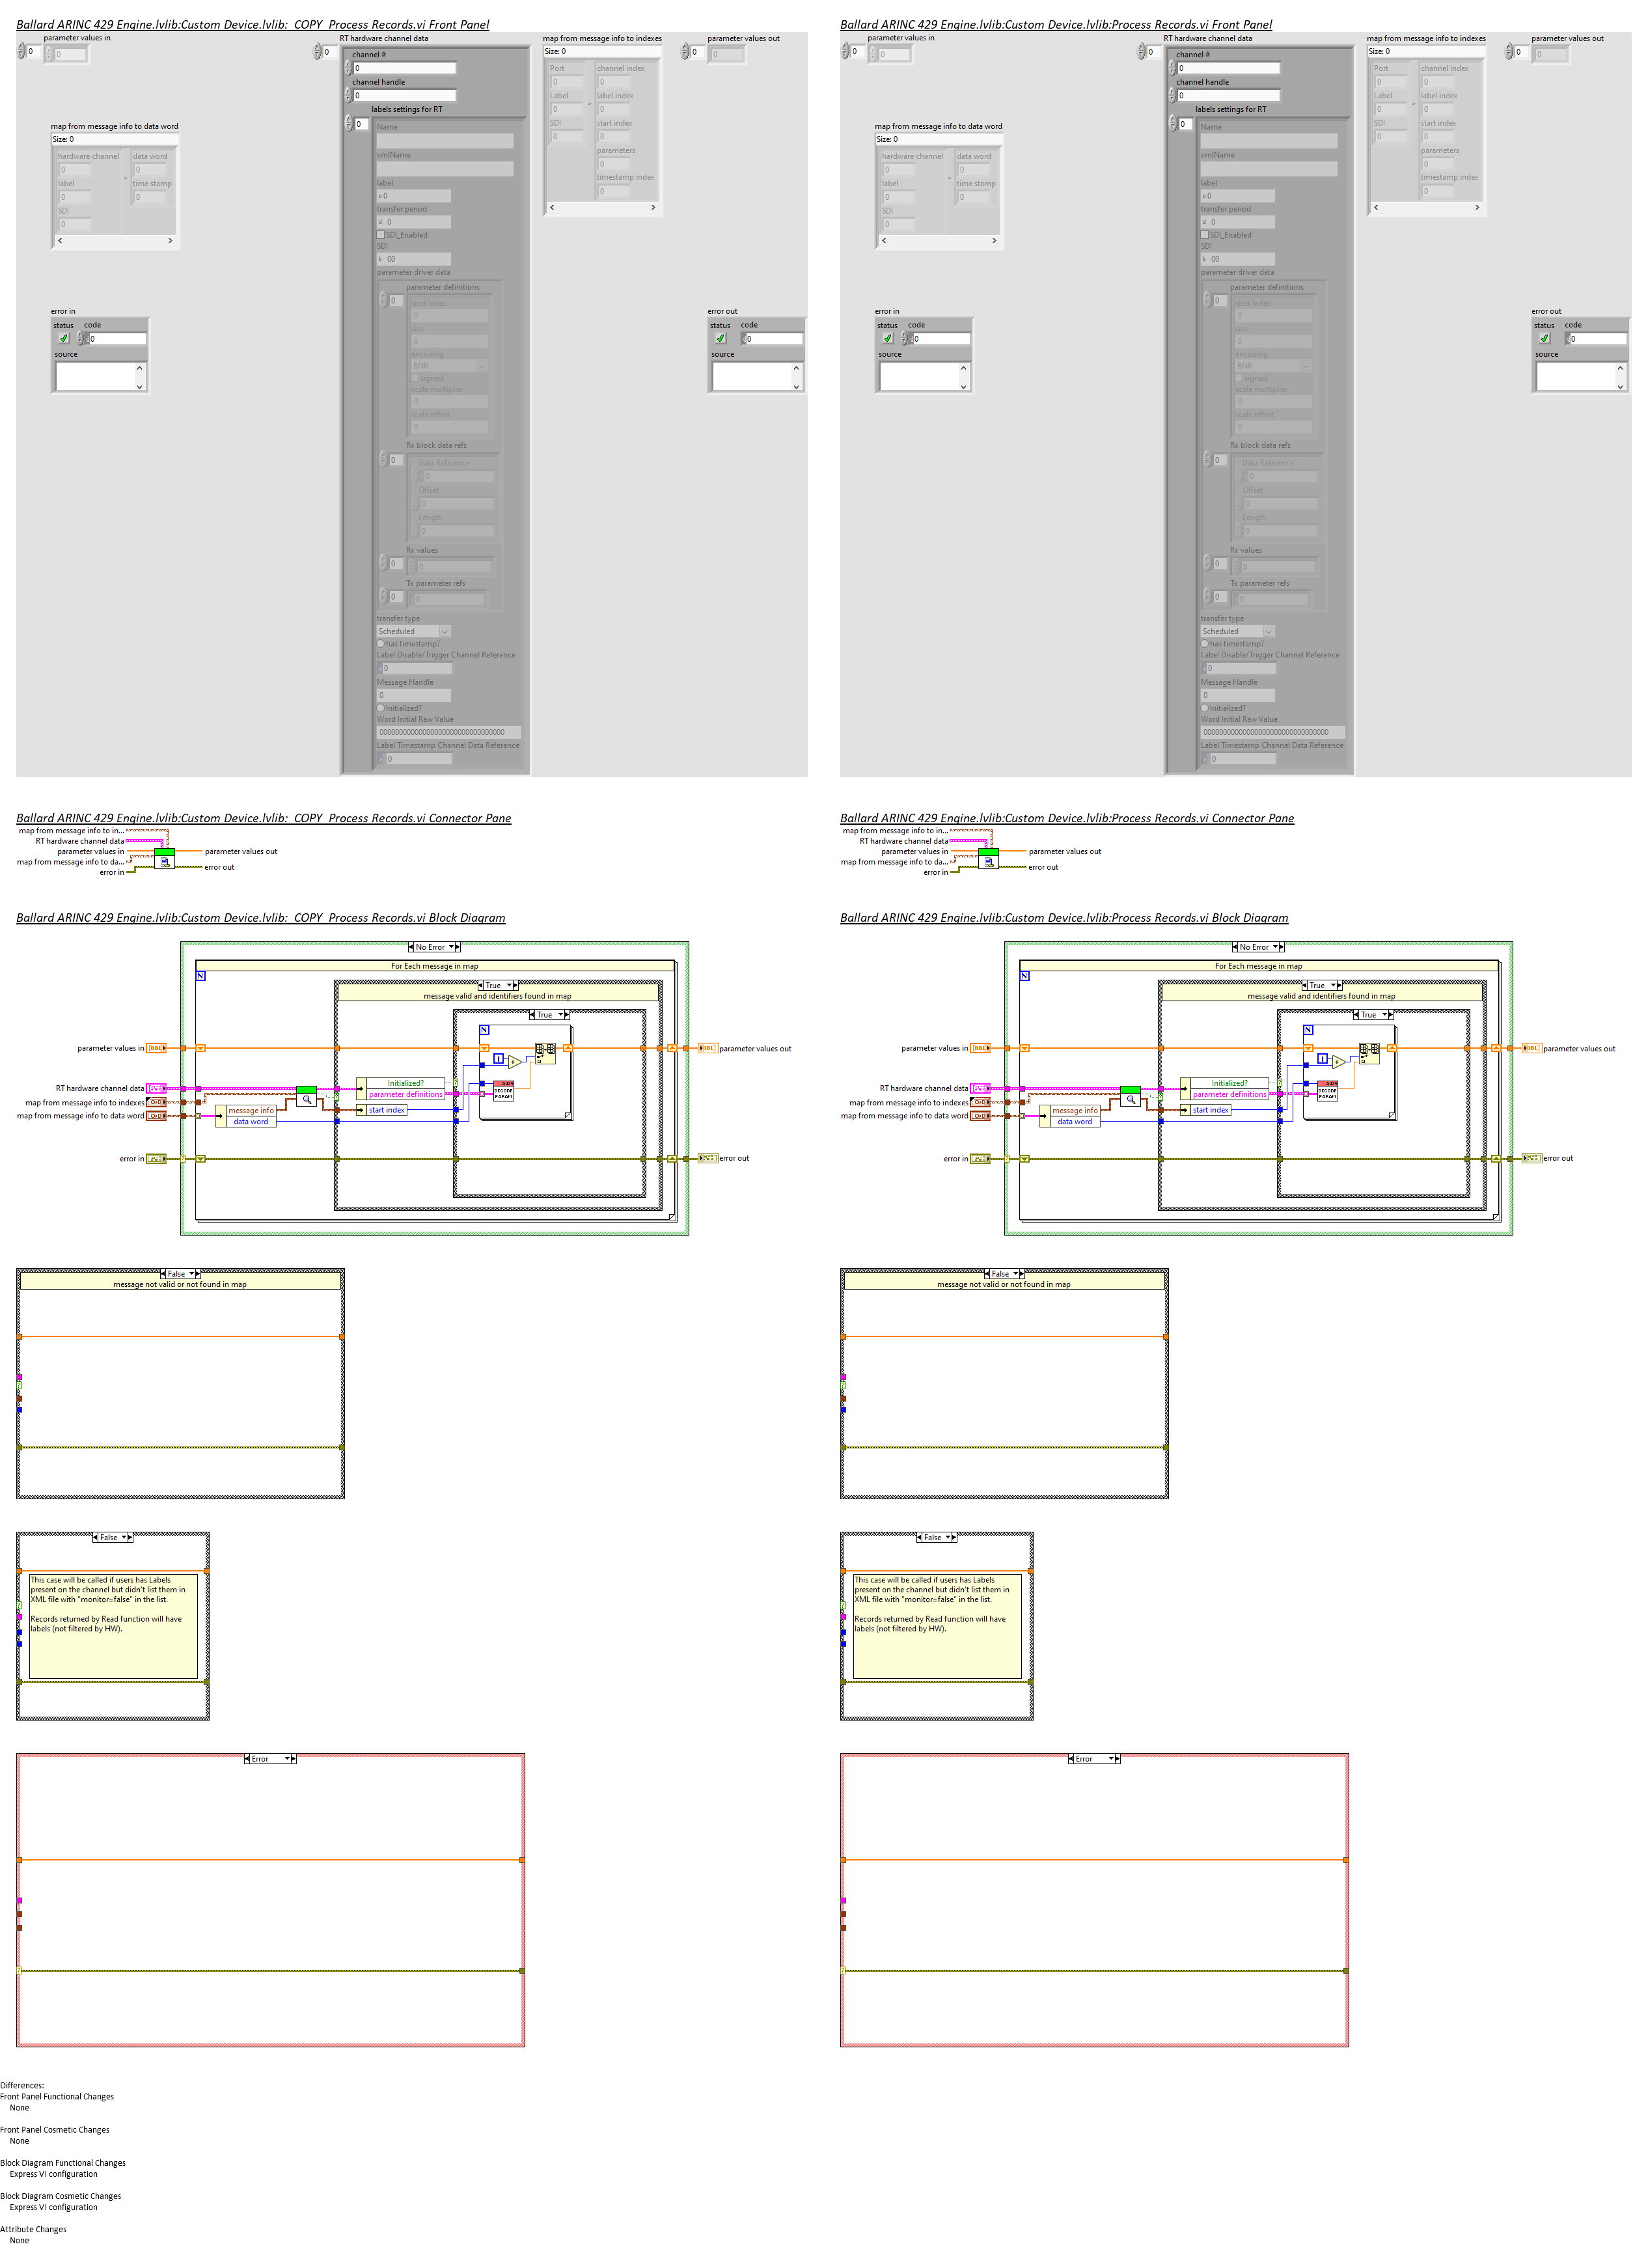 Ballard ARINC 429 Engine.lvlib:Custom Device.lvlib:_COPY_Process Records.vi Front Panel
parameter values in
0
0
RT hardware channel data
0
channel #
0
channel handle
0
labels settings for RT
0
Name
xmlName
label
0
transfer period
d 0
SDI_Enabled
SDI
b 00
parameter driver data
parameter definitions
0
start index
0
size
0
encoding
BNR
signed
scale multiplier
0
scale offset
0
Rx block data refs
0
Data Reference
0
Offset
0
Length
0
Rx values
0
0
Tx parameter refs
0
0
transfer type
Scheduled
has timestamp?
Label Disable/Trigger Channel Reference
0
Message Handle
0
Initialized?
Word Initial Raw Value
00000000000000000000000000000000
Label Timestamp Channel Data Reference
0
map from message info to indexes
Size: 0
Port
0
Label
0
SDI
0
channel index
0
label index
0
start index
0
parameters
0
timestamp index
0
parameter values out
0
0
map from message info to data word
Size: 0
hardware channel
0
label
0
SDI
0
data word
0
time stamp
0
error in
status code
0
source
error out
status code
0
source
Ballard ARINC 429 Engine.lvlib:Custom Device.lvlib:Process Records.vi Front Panel
parameter values in
0
0
RT hardware channel data
0
channel #
0
channel handle
0
labels settings for RT
0
Name
xmlName
label
0
transfer period
d 0
SDI_Enabled
SDI
b 00
parameter driver data
parameter definitions
0
start index
0
size
0
encoding
BNR
signed
scale multiplier
0
scale offset
0
Rx block data refs
0
Data Reference
0
Offset
0
Length
0
Rx values
0
0
Tx parameter refs
0
0
transfer type
Scheduled
has timestamp?
Label Disable/Trigger Channel Reference
0
Message Handle
0
Initialized?
Word Initial Raw Value
00000000000000000000000000000000
Label Timestamp Channel Data Reference
0
map from message info to indexes
Size: 0
Port
0
Label
0
SDI
0
channel index
0
label index
0
start index
0
parameters
0
timestamp index
0
parameter values out
0
0
map from message info to data word
Size: 0
hardware channel
0
label
0
SDI
0
data word
0
time stamp
0
error in
status code
0
source
error out
status code
0
source
Ballard ARINC 429 Engine.lvlib:Custom Device.lvlib:_COPY_Process Records.vi Connector Pane
map from message info to in...
RT hardware channel data
parameter values in
map from message info to da...
error in
parameter values out
error out
Ballard ARINC 429 Engine.lvlib:Custom Device.lvlib:Process Records.vi Connector Pane
map from message info to in...
RT hardware channel data
parameter values in
map from message info to da...
error in
parameter values out
error out
Ballard ARINC 429 Engine.lvlib:Custom Device.lvlib:_COPY_Process Records.vi Block Diagram
No Error
For Each message in map
N
True
message valid and identifiers found in map
True
N
parameter values in
DBL
i
DBL
parameter values out
RT hardware channel data
Initialized?
parameter definitions
DECODE
PARAM
map from message info to indexes
start index
map from message info to data word
message info
data word
error in
error out
Ballard ARINC 429 Engine.lvlib:Custom Device.lvlib:Process Records.vi Block Diagram
No Error
For Each message in map
N
True
message valid and identifiers found in map
True
N
parameter values in
DBL
i
DBL
parameter values out
RT hardware channel data
Initialized?
parameter definitions
DECODE
PARAM
map from message info to indexes
start index
map from message info to data word
message info
data word
error in
error out
False
message not valid or not found in map
False
message not valid or not found in map
False
This case will be called if users has Labels
present on the channel but didn't list them in
XML file with "monitor=false" in the list.
Records returned by Read function will have
labels (not filtered by HW).
False
This case will be called if users has Labels
present on the channel but didn't list them in
XML file with "monitor=false" in the list.
Records returned by Read function will have
labels (not filtered by HW).
Error
Error
Differences:
Front Panel Functional Changes
None
Front Panel Cosmetic Changes
None
Block Diagram Functional Changes
Express VI configuration
Block Diagram Cosmetic Changes
Express VI configuration
Attribute Changes
None